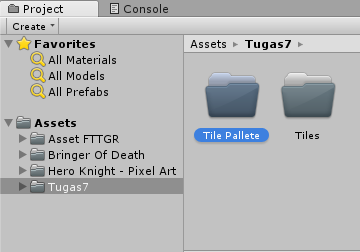 Project
Console
Create
Favorites
All Materials
All Models
All Prefabs
Assets
Asset FTTGR
Bringer Of Death
Hero Knight - Pixel Art
Tugas7
Assets Tugas7
Tile Pallete
Tiles